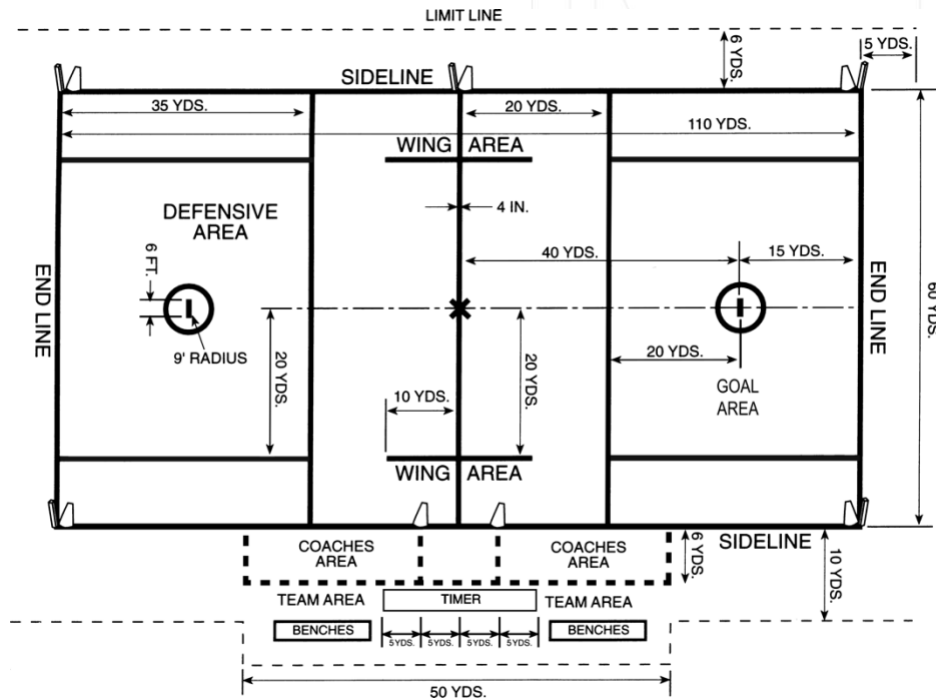 LIMIT LINE
6 YDS.
5 YDS.
SIDELINE
35 YDS.
20 YDS.
110 YDS.
WING AREA
4 IN.
DEFENSIVE
AREA
40 YDS.
15 YDS.
6 FT.
END LINE
END LINE
60 YDS.
9' RADIUS
20 YDS.
20 YDS.
20 YDS.
GOAL
AREA
10 YDS.
WING AREA
COACHES
AREA
COACHES
AREA
6 YDS.
SIDELINE
10 YDS.
TEAM AREA
TIMER
TEAM AREA
BENCHES
5 YDS.
5 YDS.
5 YDS.
5 YDS.
BENCHES
50 YDS.